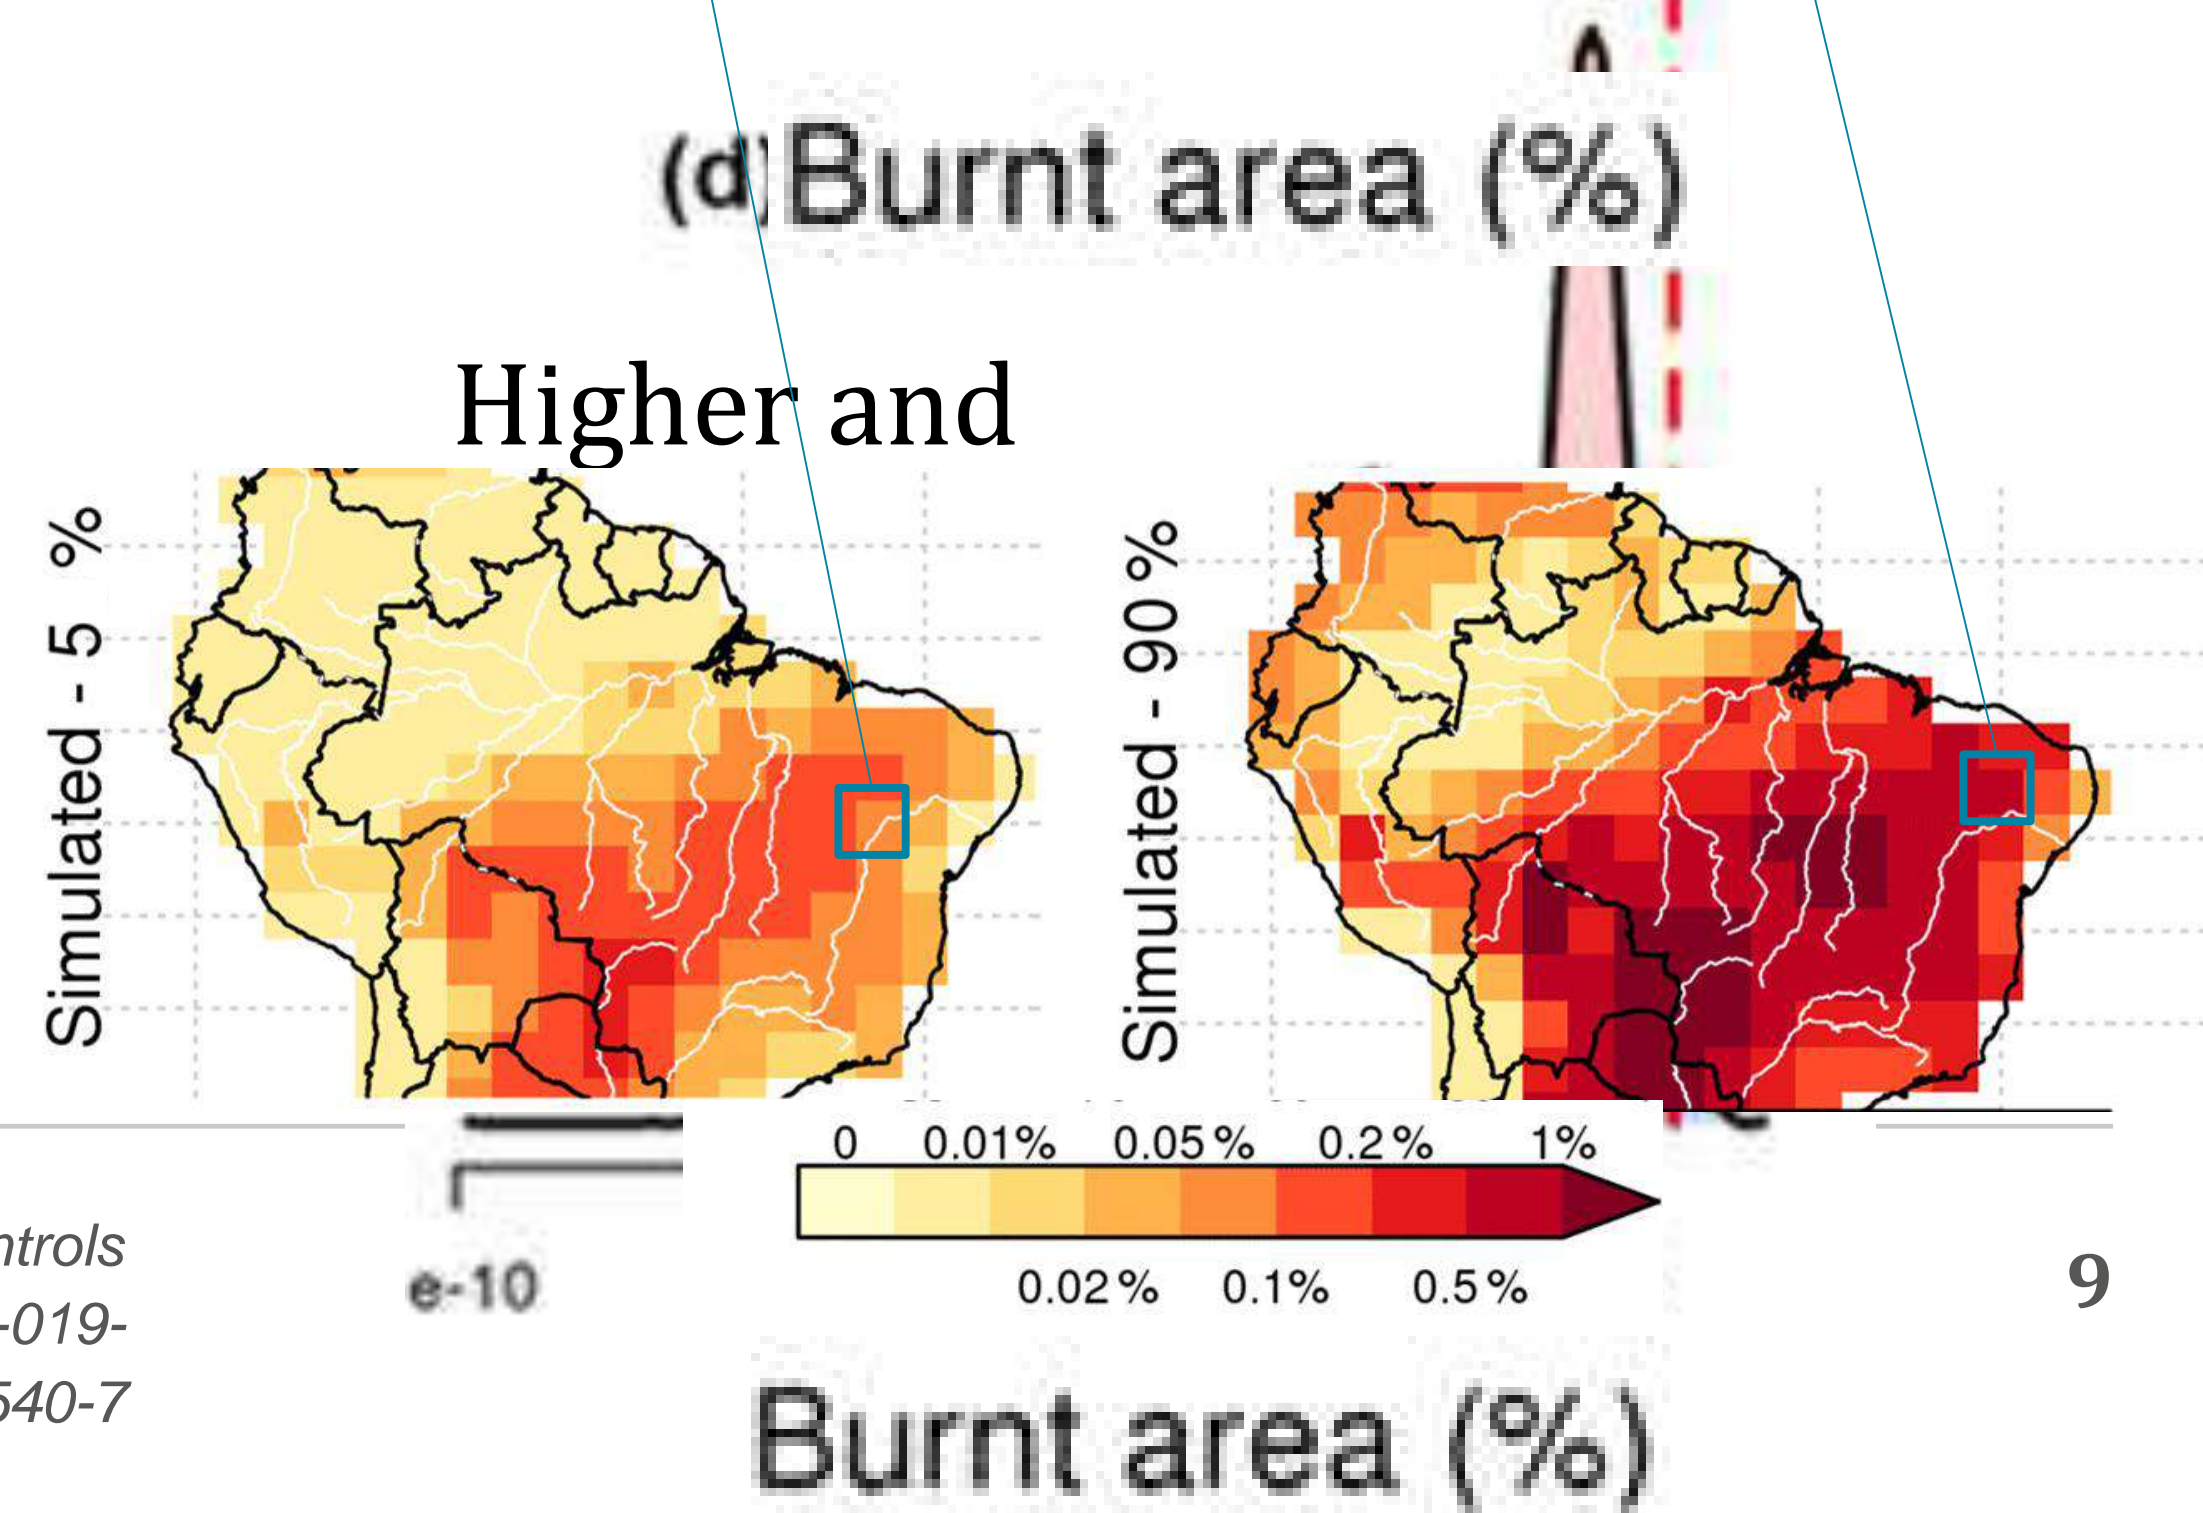 (d) Burnt area (%)
Higher and
Simulated - 5 %
Simulated - 90 %
0 0.01% 0.05% 0.2% 1%
0.02% 0.1% 0.5%
e-10
Burnt area (%)
ntrols
-019-
540-7
9